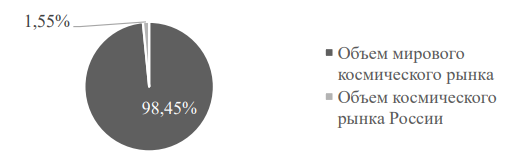 1,55%
98,45%
Объем мирового
космического рынка
Объем космического
рынка России